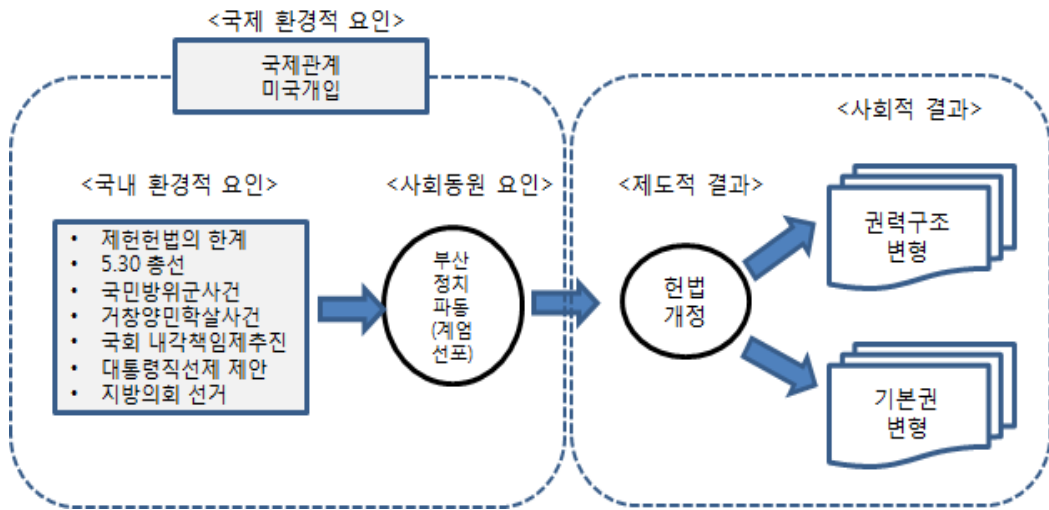 <국제 환경적 요인>
국제관계
미국개입
<국내 환경적 요인>
• 제헌헌법의 한계
• 5.30 총선
• 국민방위군사건
• 거창양민학살사건
• 국회 내각책임제추진
• 대통령직선제 제안
• 지방의회 선거
<사회동원 요인>
부산
정치
파동
(계엄
선포)
<제도적 결과>
헌법
개정
<사회적 결과>
권력구조
변형
기본권
변형